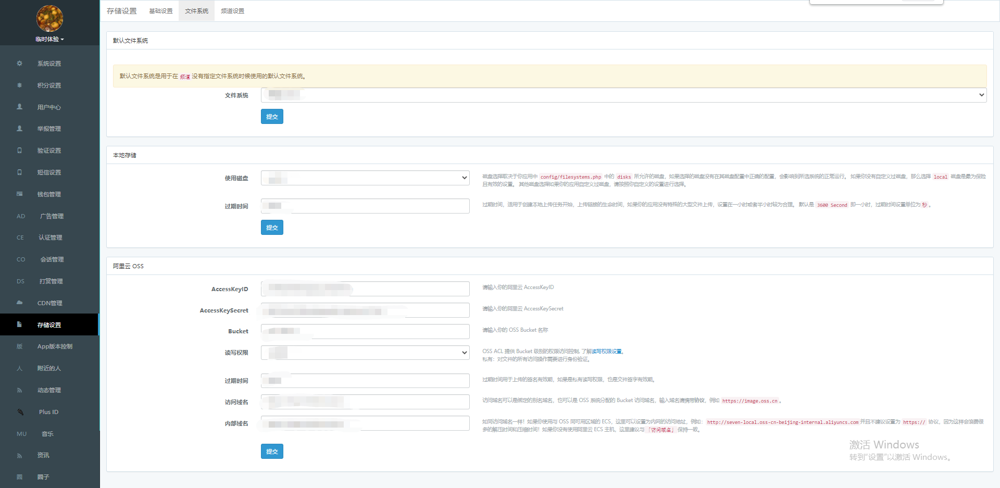 临时体验
系统设置
积分设置
用户中心
举报管理
验证设置
短信设置
钱包管理
AD 广告管理
CE 认证管理
CO 会话管理
DS 打赏管理
CDN管理
存储设置
版 App版本控制
人 附近的人
动态管理
Plus ID
MU 音乐
资讯
圈 圈子
存储设置 基础设置 文件系统 频道设置
默认文件系统
默认文件系统是用于在 频道 没有指定文件系统时候使用的默认文件系统。
文件系统
提交
本地存储
使用磁盘
磁盘选择取决于你应用中 config/filesystems.php 中的 disks 所允许的磁盘，如果选择的磁盘没有在其磁盘配置中正确的配置，会影响到所选系统的正常运行。 如果你没有自定义过磁盘，那么选择 local 磁盘是最为保险
且有效的设置。 其他磁盘选择如果你的应用自定义过磁盘，请按照你自定义的设置进行选择。
过期时间
过期时间，适用于创建本地上传任务开始，上传链接的生命时间，如果你的应用没有特殊的大型文件上传，设置在一小时或者半小时较为合理。 默认是 3600 Second 即一小时，过期时间设置单位为 秒 。
提交
阿里云 OSS
AccessKeyID
请输入你的阿里云 AccessKeyID
AccessKeySecret
请输入你的阿里云 AccessKeySecret
Bucket
请输入你的 OSS Bucket 名称
读写权限
OSS ACL 提供 Bucket 级别的权限访问控制, 了解读写权限设置。
私有：对文件的所有访问操作需要进行身份验证。
过期时间
过期时间用于上传的签名有效期，如果是私有读写权限，也是文件签字有效期。
访问域名
访问域名可以是绑定的别名域名，也可以是 OSS 系统分配的 Bucket 访问域名，输入域名请携带协议，例如 https://image.oss.cn 。
内部域名
如同访问域名一样！如果你使用与 OSS 同可用区域的 ECS，这里可以设置为内网的访问地址，例如： http://seven-local.oss-cn-beijing-internal.aliyuncs.com 并且不建议设置为 https:// 协议，因为这样会浪费很
多的解压时间和压缩时间！如果你没有使用阿里云 ECS 主机，这里建议与 「访问域名」 保持一致。
提交
激活 Windows
转到“设置”以激活 Windows。